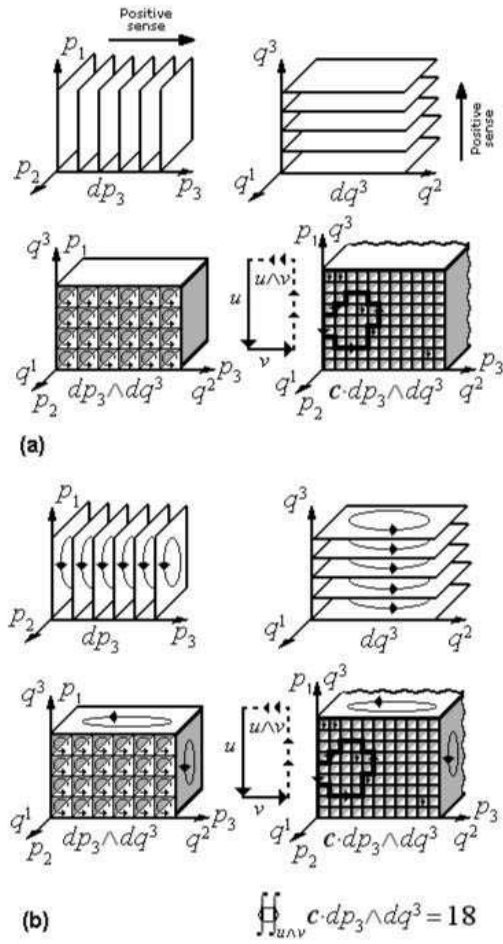 Positive
sense
p₁
p₂
dp₃
p₃
q³
q¹
dq³
q²
Positive
sense
q³ p₁
q¹
p₂
dp₃∧dq³
q²
p₃
u∧v
u
v
p₁ q³
q¹
p₂
c·dp₃∧dq³
q²
p₃
(a)
p₁
p₂
dp₃
p₃
q³
q¹
dq³
q²
q³ p₁
q¹
p₂
dp₃∧dq³
q²
p₃
u∧v
u
v
p₁ q³
q¹
p₂
c·dp₃∧dq³
q²
p₃
(b)
∯u∧v c·dp₃∧dq³ = 18